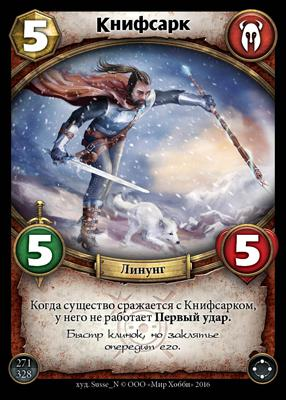 5
Книфсарк
5
Линунг
5
Когда существо сражается с Книфсарком,
у него не работает Первый удар.
Быстр клинок, но заклятье
опередит его.
271
328
худ. Susse_N © ООО «Мир Хобби» 2016